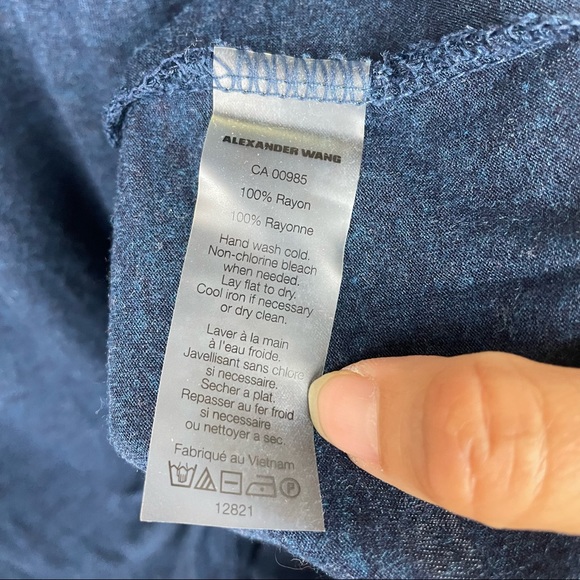 ALEXANDER WANG
CA 00985
100% Rayon
100% Rayonne
Hand wash cold.
Non-chlorine bleach
when needed.
Lay flat to dry.
Cool iron if necessary
or dry clean.
Laver à la main
à l'eau froide.
Javellisant sans chlore
si necessaire.
Secher a plat.
Repasser au fer froid
si necessaire
ou nettoyer a sec.
Fabriqué au Vietnam
P
12821